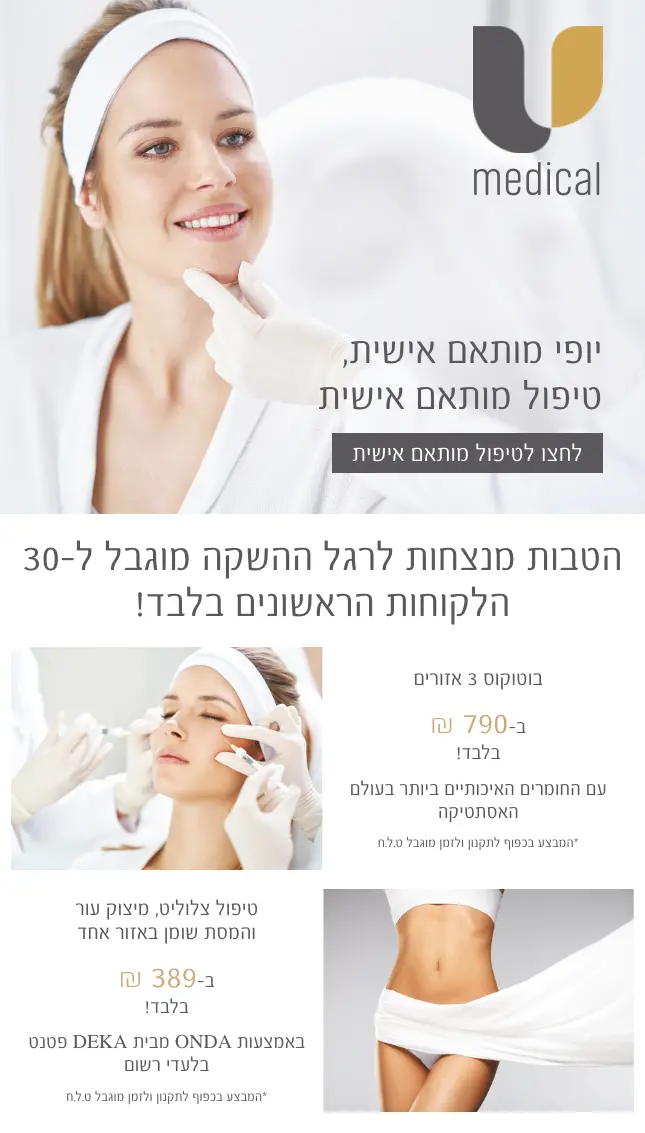 U
medical
יופי מותאם אישית,
טיפול מותאם אישית
לחצו לטיפול מותאם אישית
הטבות מנצחות לרגל ההשקה מוגבל ל-30
הלקוחות הראשונים בלבד!
בוטוקוס 3 אזורים
ב-790 ₪
בלבד!
עם החומרים האיכותיים ביותר בעולם
האסתטיקה
*המבצע בכפוף לתקנון ולזמן מוגבל ט.ל.ח
טיפול צלוליט, מיצוק עור
והמסת שומן באזור אחד
ב-389 ₪
בלבד!
באמצעות ONDA מבית DEKA פטנט
בלעדי רשום
*המבצע בכפוף לתקנון ולזמן מוגבל ט.ל.ח